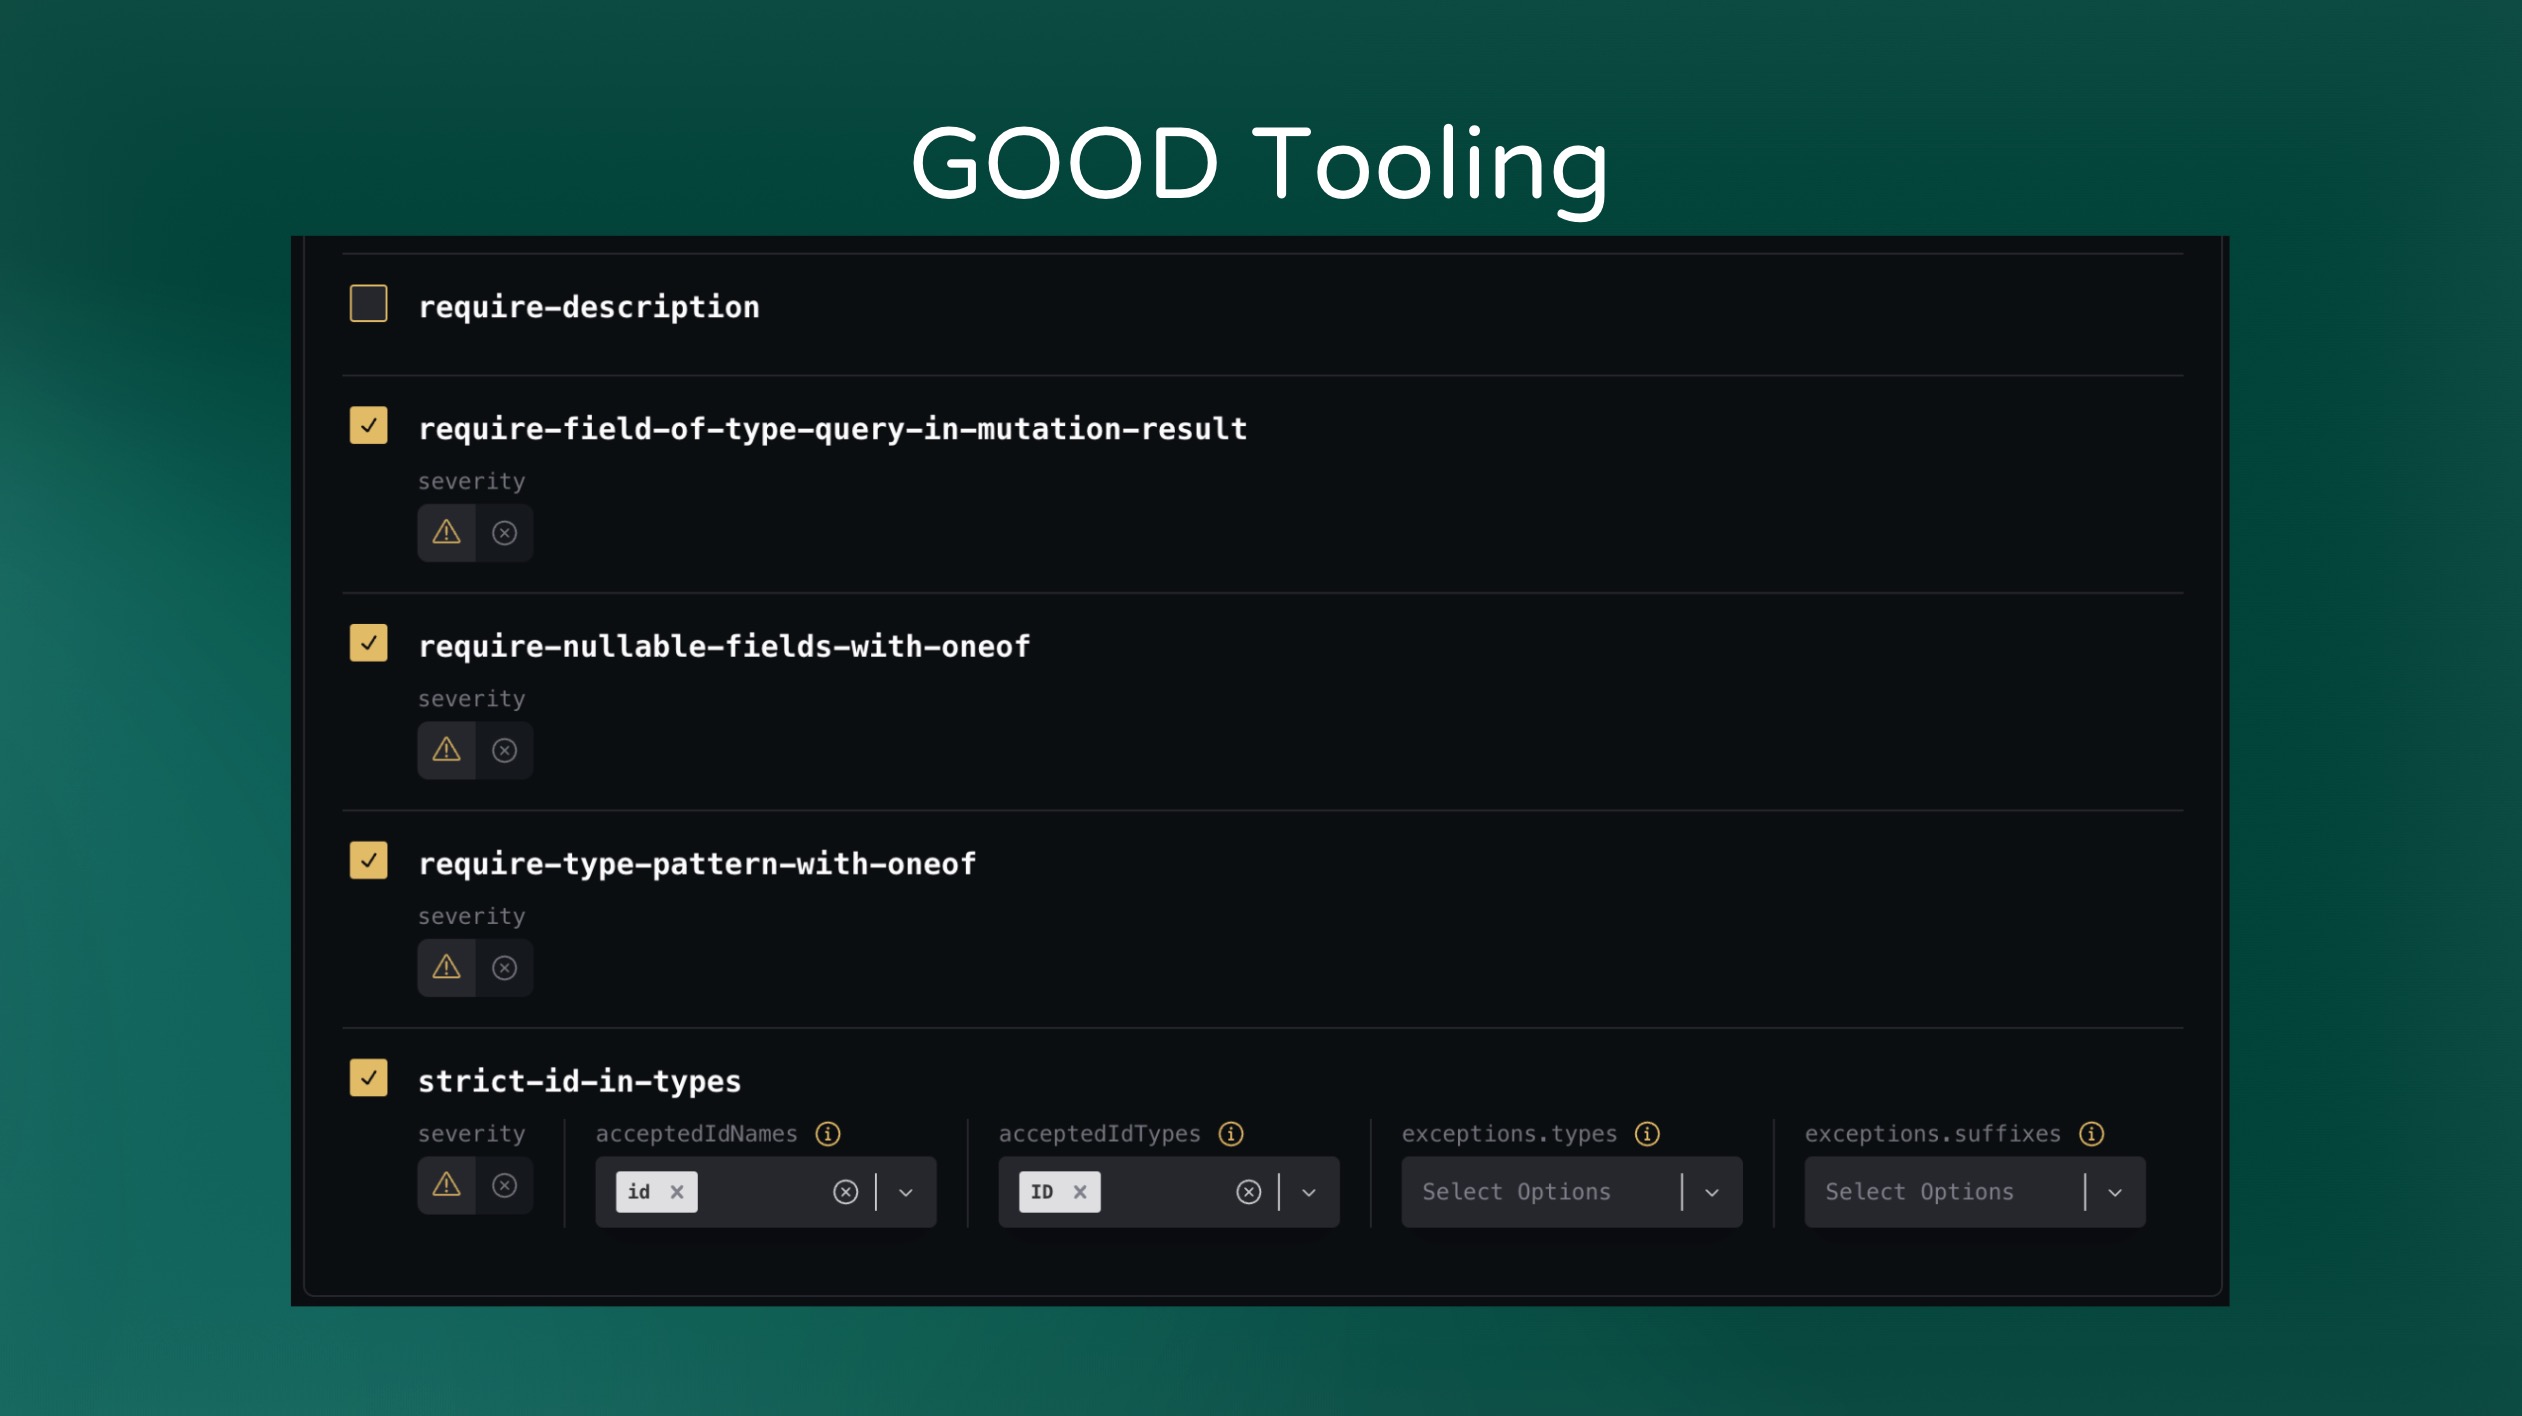 GOOD Tooling
require-description
require-field-of-type-query-in-mutation-result
severity
require-nullable-fields-with-oneof
severity
require-type-pattern-with-oneof
severity
strict-id-in-types
severity acceptedIdNames acceptedIdTypes exceptions.types exceptions.suffixes
id ID Select Options Select Options